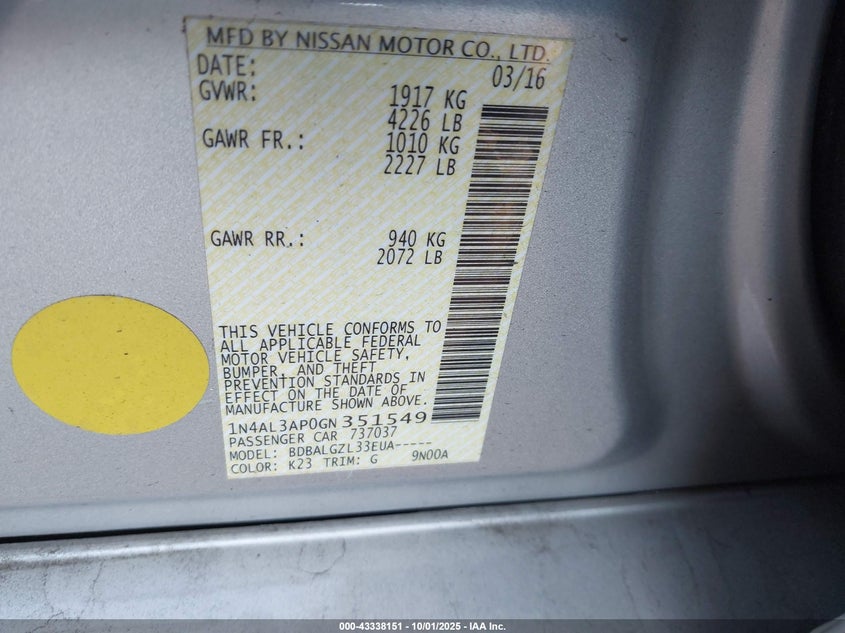 MFD BY NISSAN MOTOR CO., LTD.
DATE: 03/16
GVWR: 1917 KG
4226 LB
GAWR FR.: 1010 KG
2227 LB
GAWR RR.: 940 KG
2072 LB
THIS VEHICLE CONFORMS TO
ALL APPLICABLE FEDERAL
MOTOR VEHICLE SAFETY,
BUMPER, AND THEFT
PREVENTION STANDARDS IN
EFFECT ON THE DATE OF
MANUFACTURE SHOWN ABOVE.
1N4AL3AP0GN351549
PASSENGER CAR 737037
MODEL: BDBALGZL33EUA-----
COLOR: K23 TRIM: G 9N00A
000-43338151 - 10/01/2025 - IAA Inc.